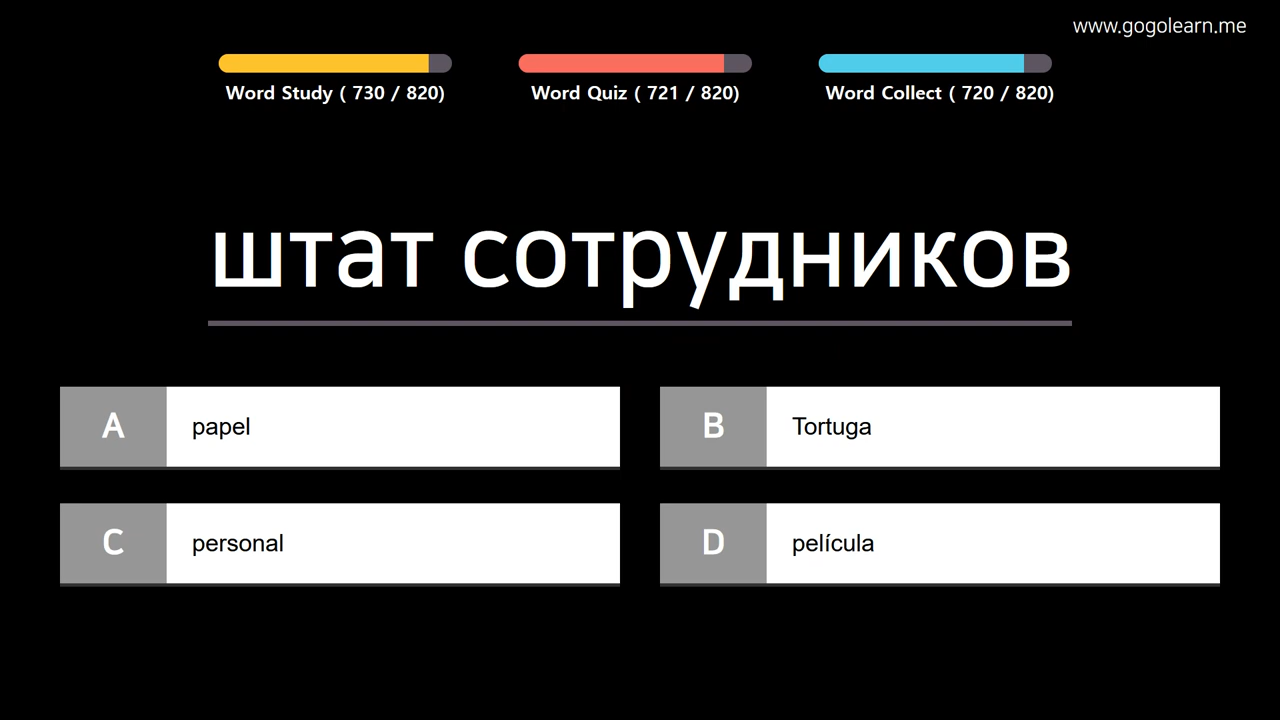 www.gogolearn.me
Word Study ( 730 / 820)
Word Quiz ( 721 / 820)
Word Collect ( 720 / 820)
штат сотрудников
A papel
B Tortuga
C personal
D película